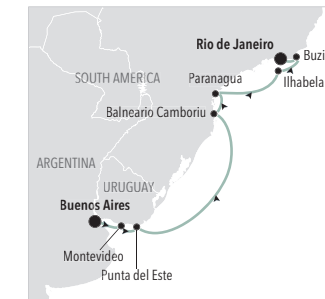 Rio de Janeiro
Buzi
SOUTH AMERICA
Paranagua
Ilhabela
Balneario Camboriu
ARGENTINA
URUGUAY
Buenos Aires
Montevideo
Punta del Este